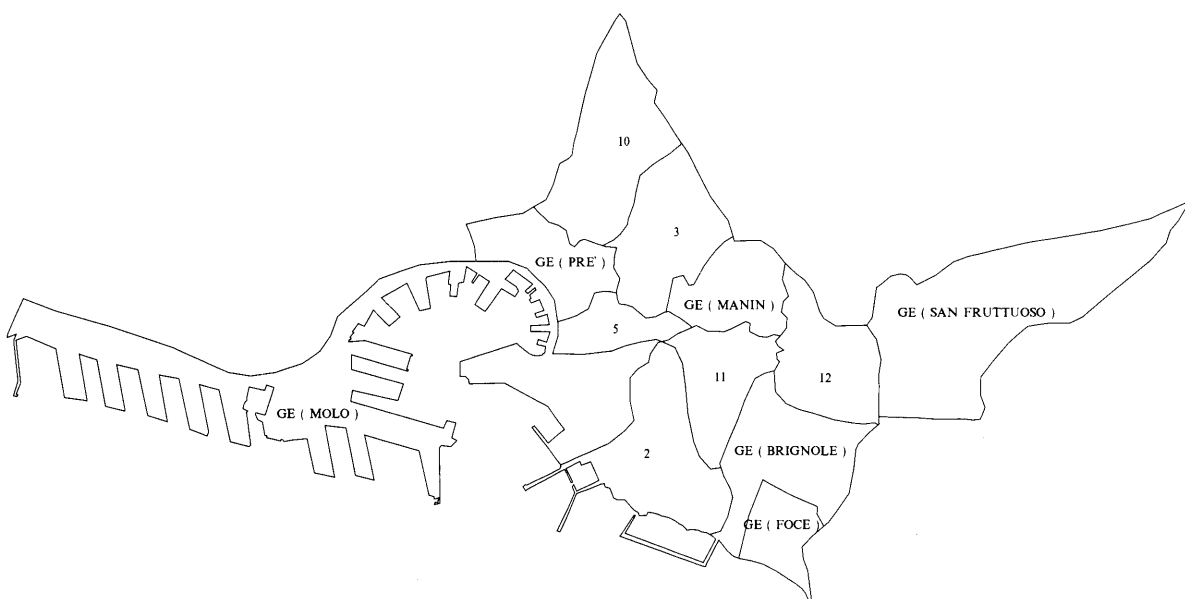 10
3
GE ( PRE' )
GE ( MANIN )
GE ( SAN FRUTTUOSO )
5
11
12
GE ( MOLO )
2
GE ( BRIGNOLE )
GE ( FOCE )